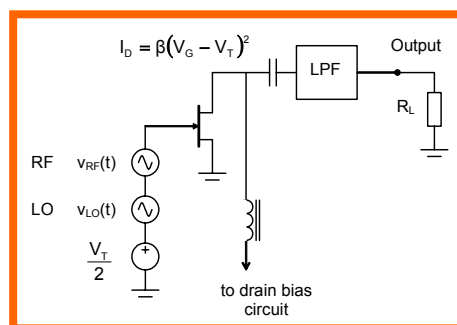 I_D = β(V_G − V_T)²
Output
LPF
R_L
RF v_RF(t)
LO v_LO(t)
V_T
2
+
to drain bias
circuit